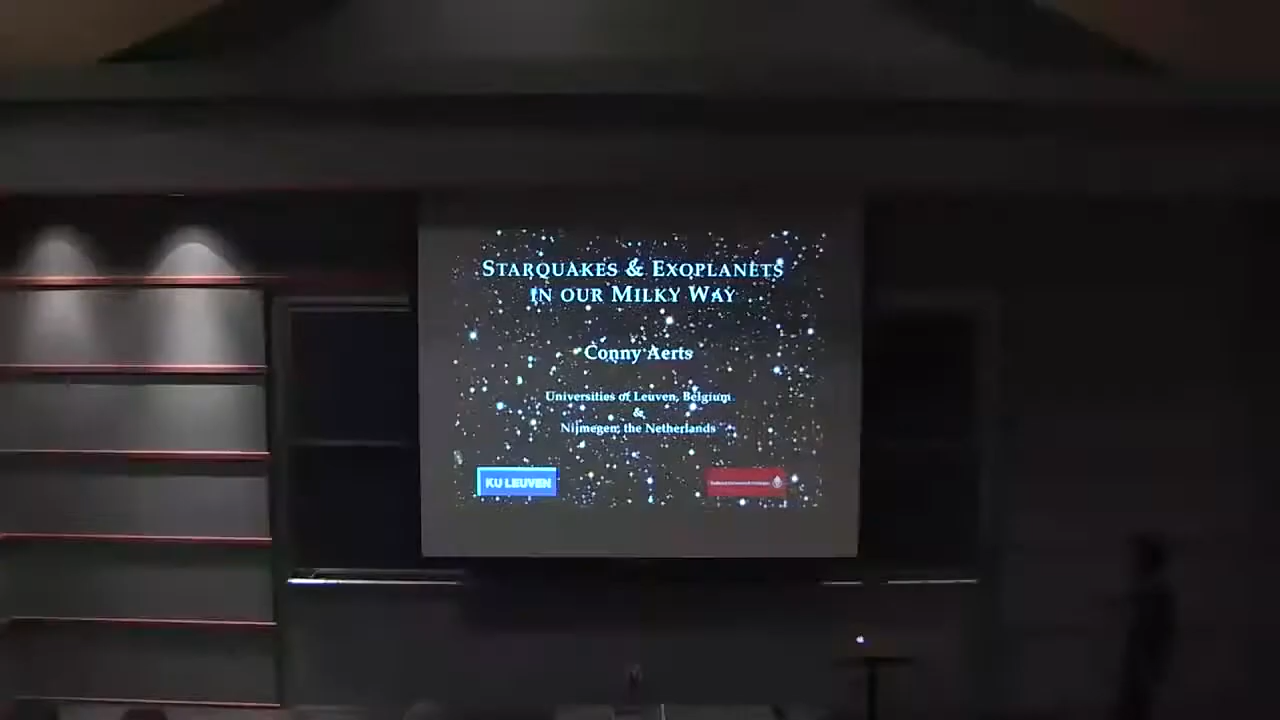 STARQUAKES & EXOPLANETS
IN OUR MILKY WAY
Conny Aerts
Universities of Leuven, Belgium
&
Nijmegen, the Netherlands
KU LEUVEN